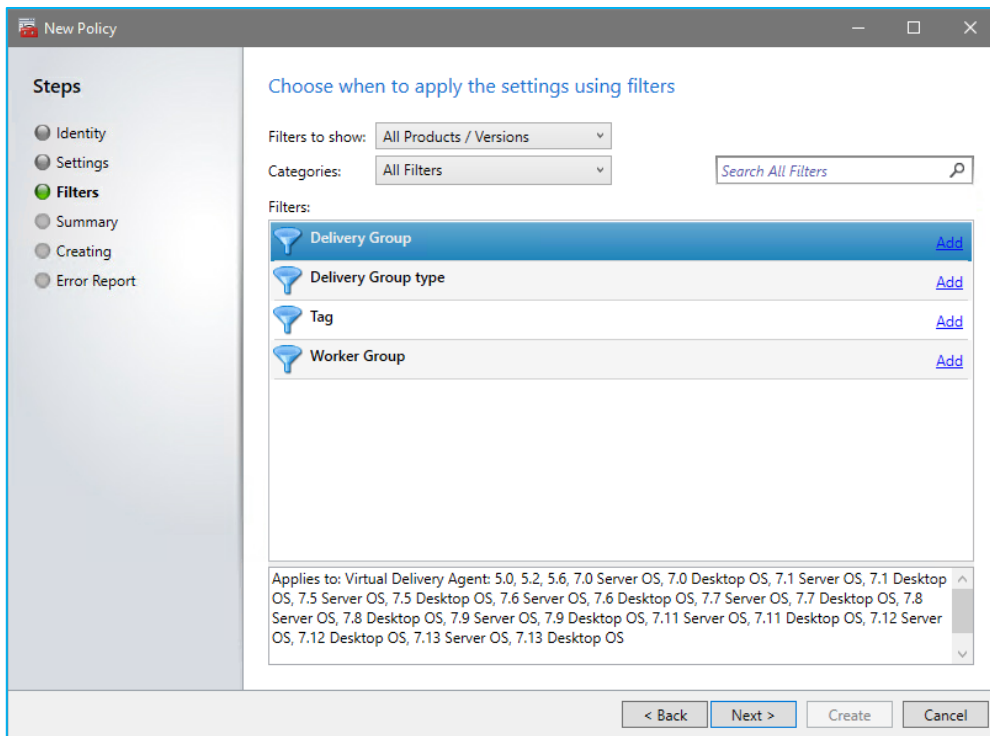 New Policy
Steps
Identity
Settings
Filters
Summary
Creating
Error Report
Choose when to apply the settings using filters
Filters to show: All Products / Versions
Categories: All Filters
Search All Filters
Filters:
Delivery Group Add
Delivery Group type Add
Tag Add
Worker Group Add
Applies to: Virtual Delivery Agent: 5.0, 5.2, 5.6, 7.0 Server OS, 7.0 Desktop OS, 7.1 Server OS, 7.1 Desktop
OS, 7.5 Server OS, 7.5 Desktop OS, 7.6 Server OS, 7.6 Desktop OS, 7.7 Server OS, 7.7 Desktop OS, 7.8
Server OS, 7.8 Desktop OS, 7.9 Server OS, 7.9 Desktop OS, 7.11 Server OS, 7.11 Desktop OS, 7.12 Server
OS, 7.12 Desktop OS, 7.13 Server OS, 7.13 Desktop OS
< Back Next > Create Cancel